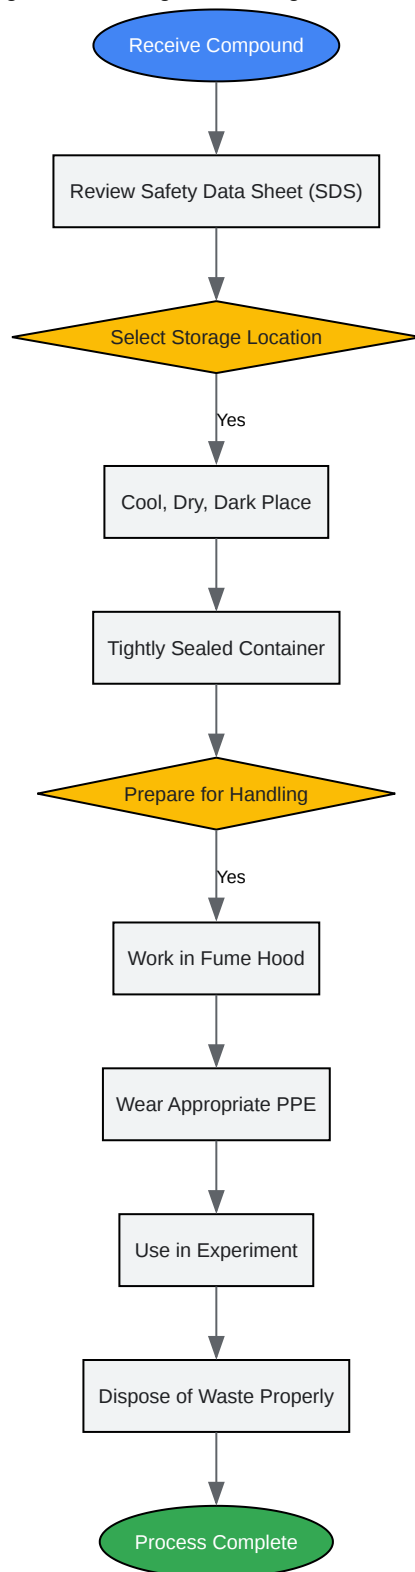 Receive Compound
Review Safety Data Sheet (SDS)
Select Storage Location
Yes
Cool, Dry, Dark Place
Tightly Sealed Container
Prepare for Handling
Yes
Work in Fume Hood
Wear Appropriate PPE
Use in Experiment
Dispose of Waste Properly
Process Complete